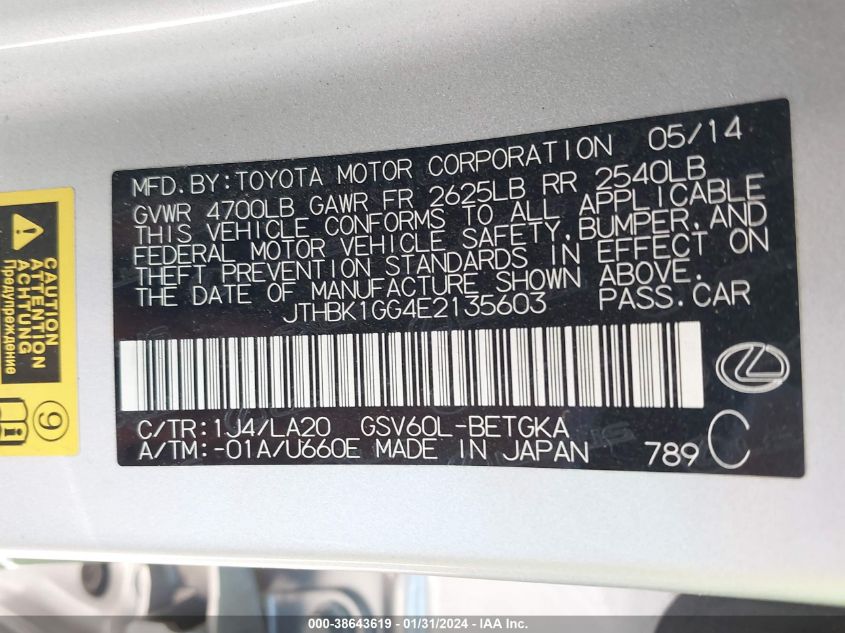 MFD.BY:TOYOTA MOTOR CORPORATION 05/14
GVWR 4700LB GAWR FR 2625LB RR 2540LB
THIS VEHICLE CONFORMS TO ALL APPLICABLE
FEDERAL MOTOR VEHICLE SAFETY,BUMPER,AND
THEFT PREVENTION STANDARDS IN EFFECT ON
THE DATE OF MANUFACTURE SHOWN ABOVE.
JTHBK1GG4E2135603 PASS.CAR
C/TR:1J4/LA20 GSV60L-BETGKA
A/TM:-01A/U660E MADE IN JAPAN 789 C
CAUTION
ATTENTION
ACHTUNG
Предупреждение
9
000-38643619 - 01/31/2024 - IAA, Inc.